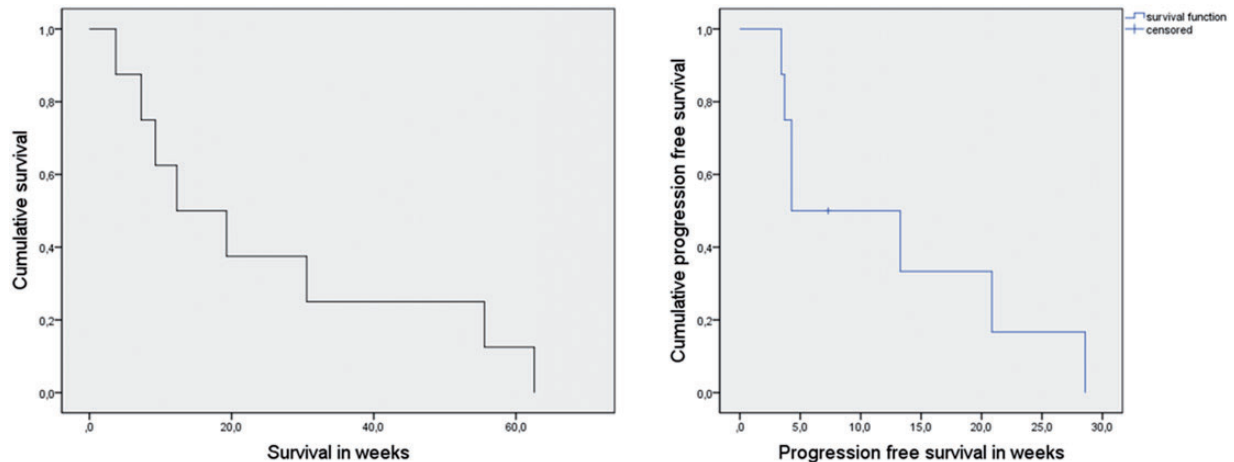 1,0
0,8
0,6
0,4
0,2
0,0
Cumulative survival
,0 20,0 40,0 60,0
Survival in weeks
survival function
censored
1,0
0,8
0,6
0,4
0,2
0,0
Cumulative progression free survival
,0 5,0 10,0 15,0 20,0 25,0 30,0
Progression free survival in weeks